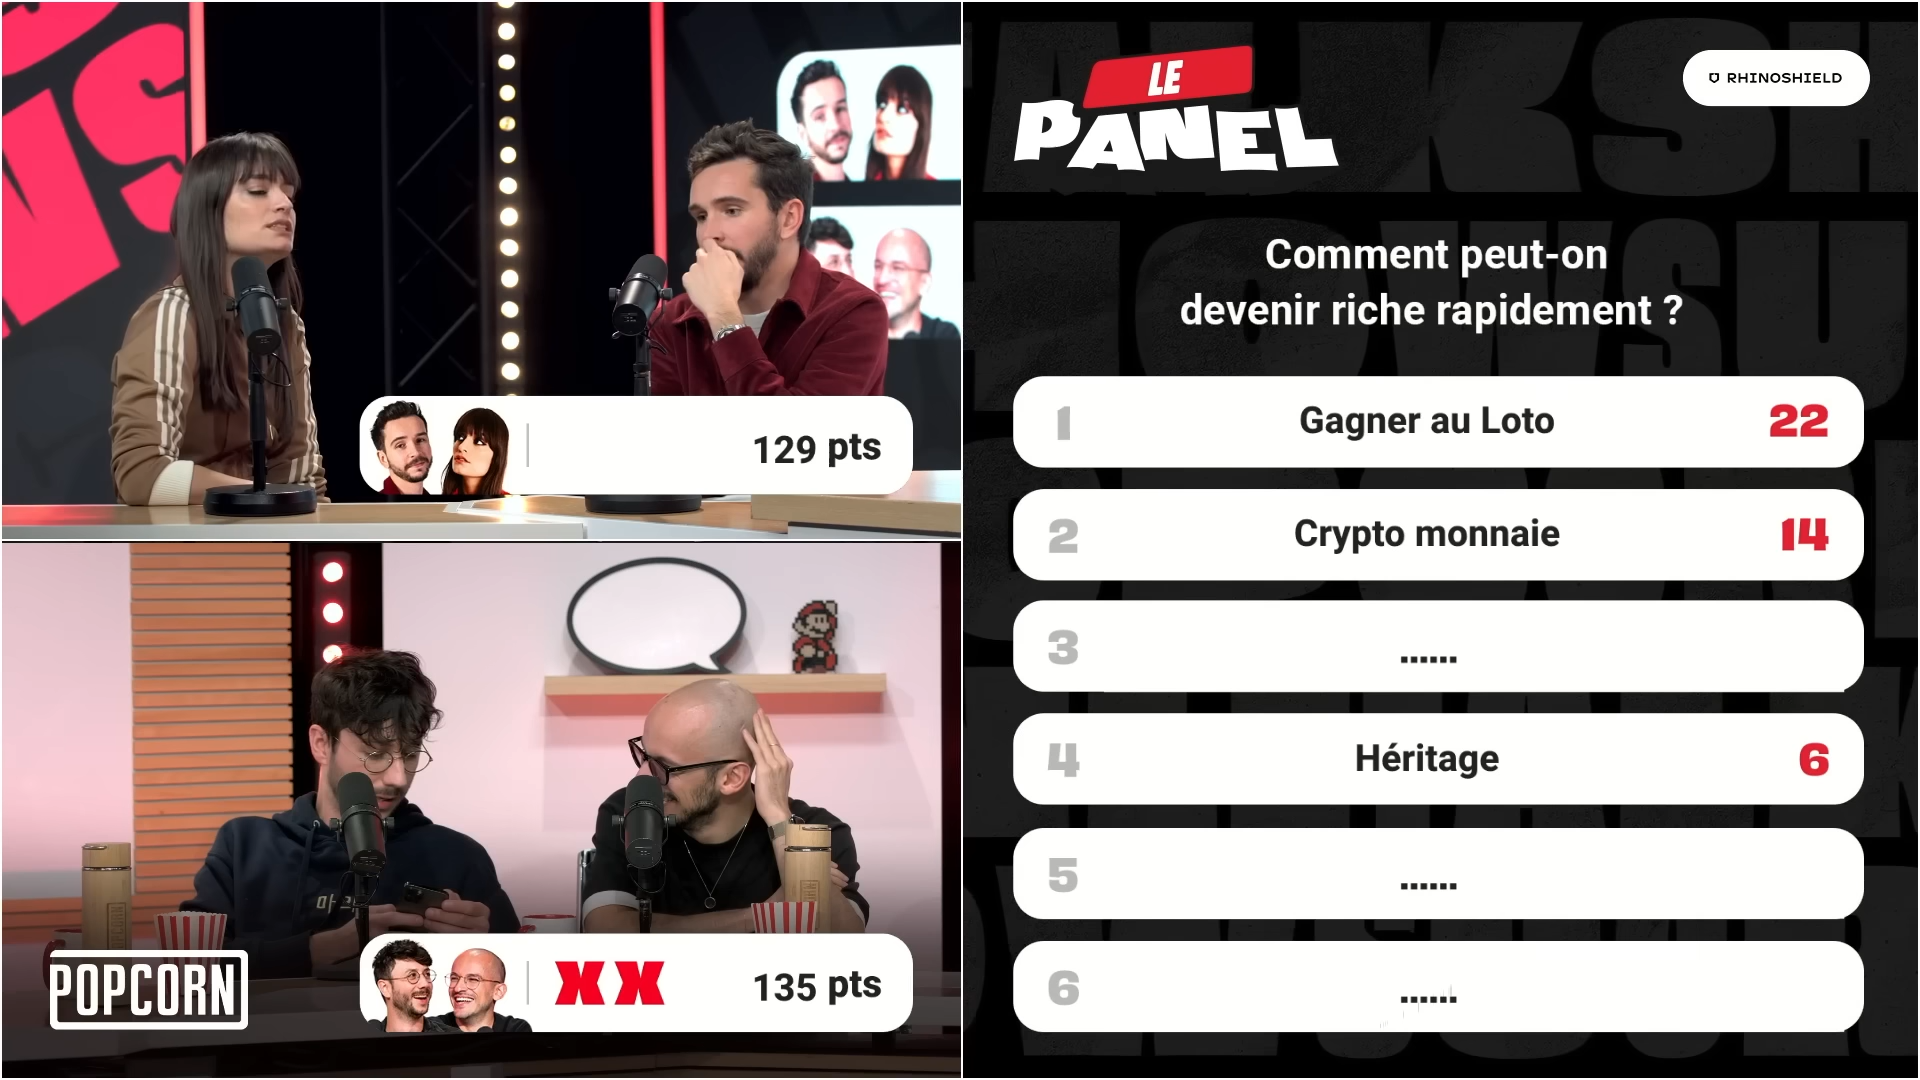 LE
PANEL
RHINOSHIELD
Comment peut-on
devenir riche rapidement ?
1 Gagner au Loto 22
2 Crypto monnaie 14
3 ......
4 Héritage 6
5 ......
6 ......
129 pts
XX 135 pts
POPCORN